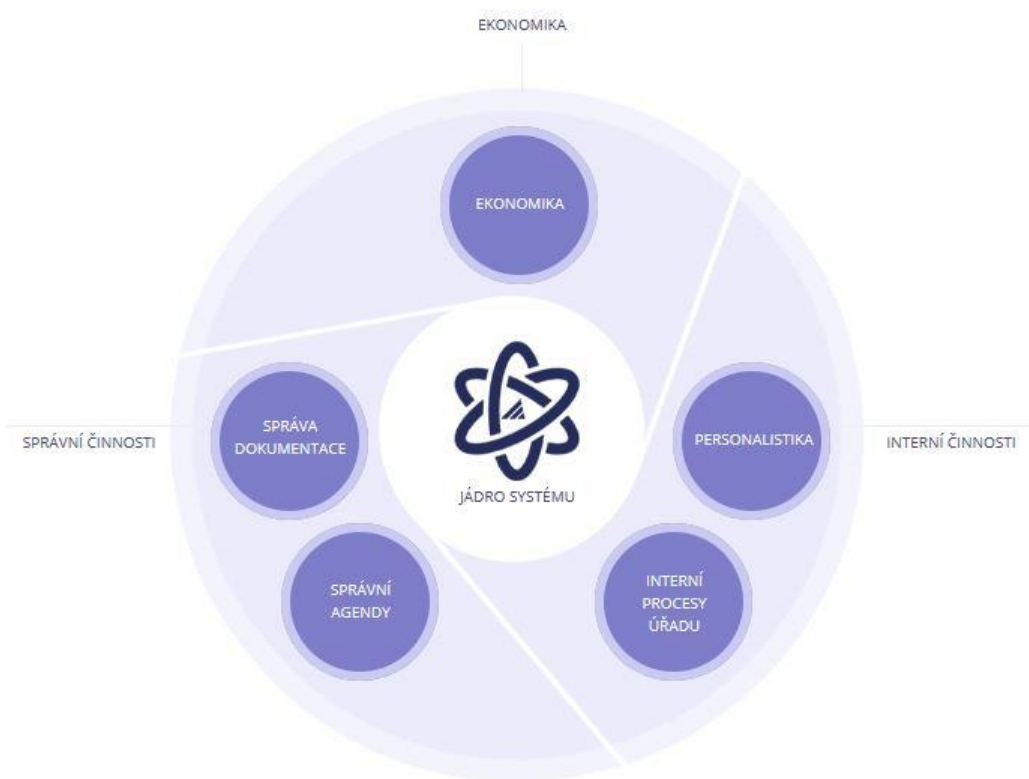 EKONOMIKA
EKONOMIKA
SPRÁVA
DOKUMENTACE
SPRÁVNÍ ČINNOSTI
PERSONALISTIKA
INTERNÍ ČINNOSTI
JÁDRO SYSTÉMU
SPRÁVNÍ
AGENDY
INTERNÍ
PROCESY
ÚŘADU